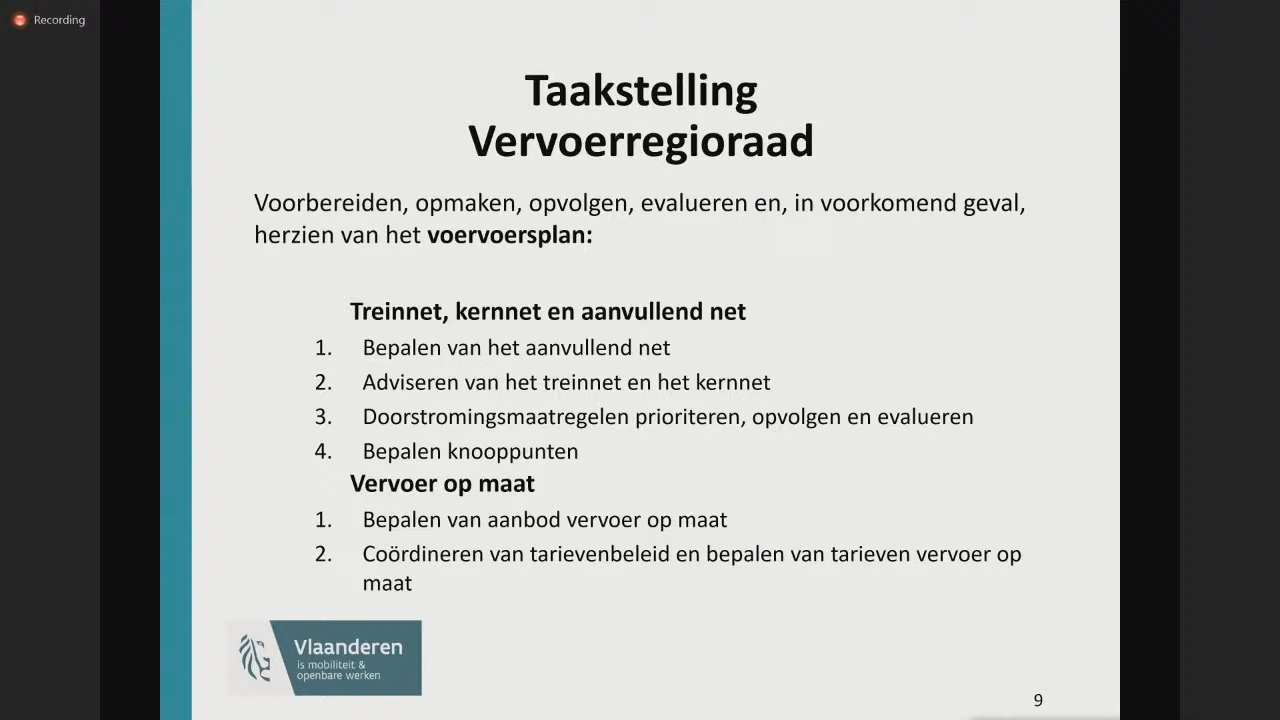 Recording
Taakstelling
Vervoerregioraad
Voorbereiden, opmaken, opvolgen, evalueren en, in voorkomend geval,
herzien van het voervoersplan:
Treinnet, kernnet en aanvullend net
1. Bepalen van het aanvullend net
2. Adviseren van het treinnet en het kernnet
3. Doorstromingsmaatregelen prioriteren, opvolgen en evalueren
4. Bepalen knooppunten
Vervoer op maat
1. Bepalen van aanbod vervoer op maat
2. Coördineren van tarievenbeleid en bepalen van tarieven vervoer op
maat
Vlaanderen
is mobiliteit &
openbare werken
9